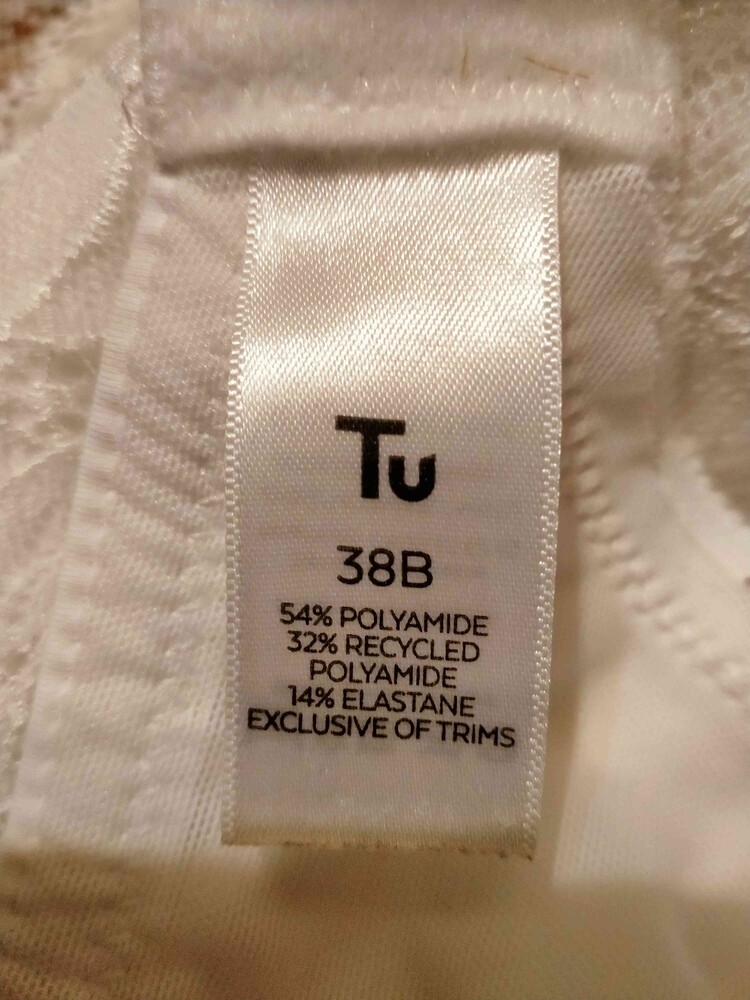 Tu
38B
54% POLYAMIDE
32% RECYCLED
POLYAMIDE
14% ELASTANE
EXCLUSIVE OF TRIMS